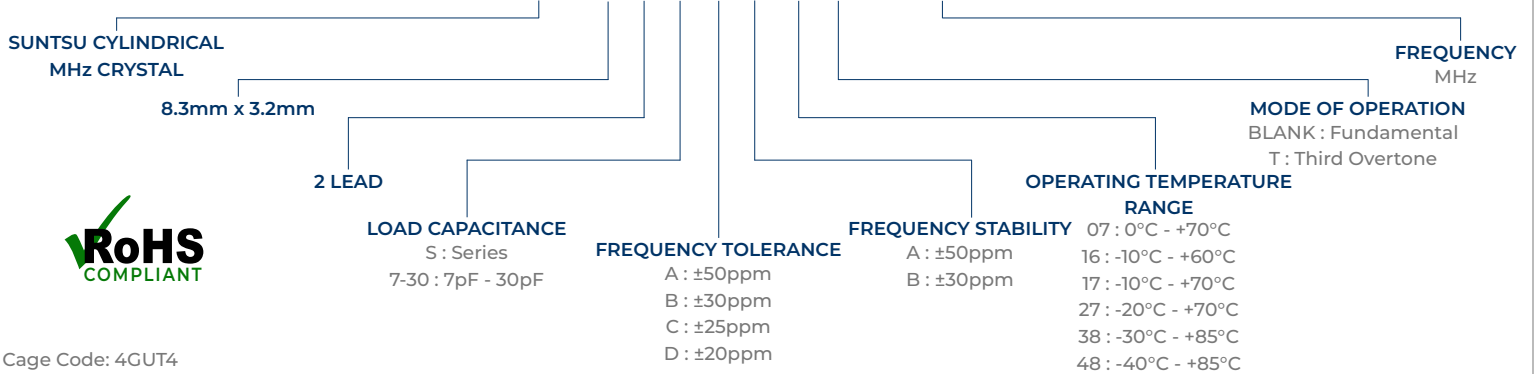 SUNTSU CYLINDRICAL
MHz CRYSTAL
8.3mm x 3.2mm
2 LEAD
LOAD CAPACITANCE
S : Series
7-30 : 7pF - 30pF
FREQUENCY TOLERANCE
A : ±50ppm
B : ±30ppm
C : ±25ppm
D : ±20ppm
FREQUENCY STABILITY
A : ±50ppm
B : ±30ppm
OPERATING TEMPERATURE
RANGE
07 : 0°C - +70°C
16 : -10°C - +60°C
17 : -10°C - +70°C
27 : -20°C - +70°C
38 : -30°C - +85°C
48 : -40°C - +85°C
MODE OF OPERATION
BLANK : Fundamental
T : Third Overtone
FREQUENCY
MHz
RoHS
COMPLIANT
Cage Code: 4GUT4